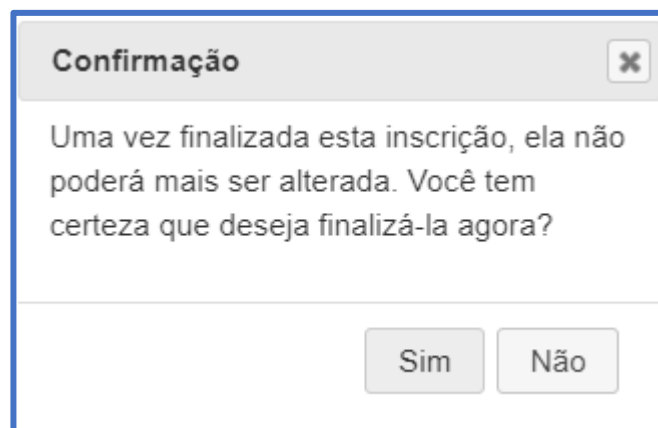 Confirmação
Uma vez finalizada esta inscrição, ela não
poderá mais ser alterada. Você tem
certeza que deseja finalizá-la agora?
Sim Não